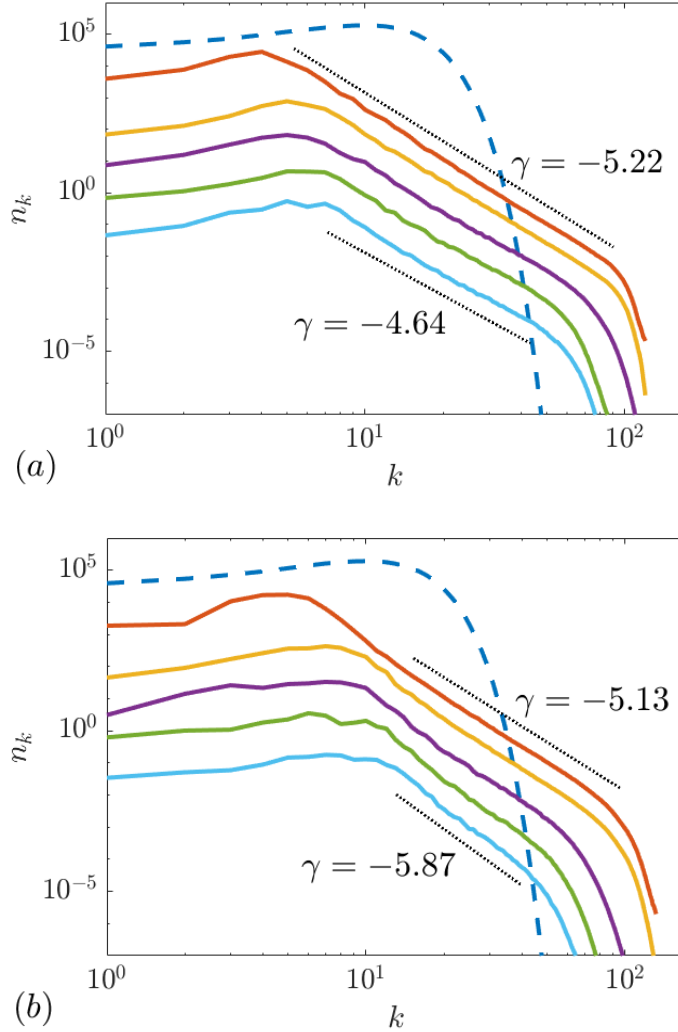 10^5
10^0
10^{-5}
n_k
γ = −5.22
γ = −4.64
10^0
10^1
10^2
(a)
k
10^5
10^0
10^{-5}
n_k
γ = −5.13
γ = −5.87
10^0
10^1
10^2
(b)
k